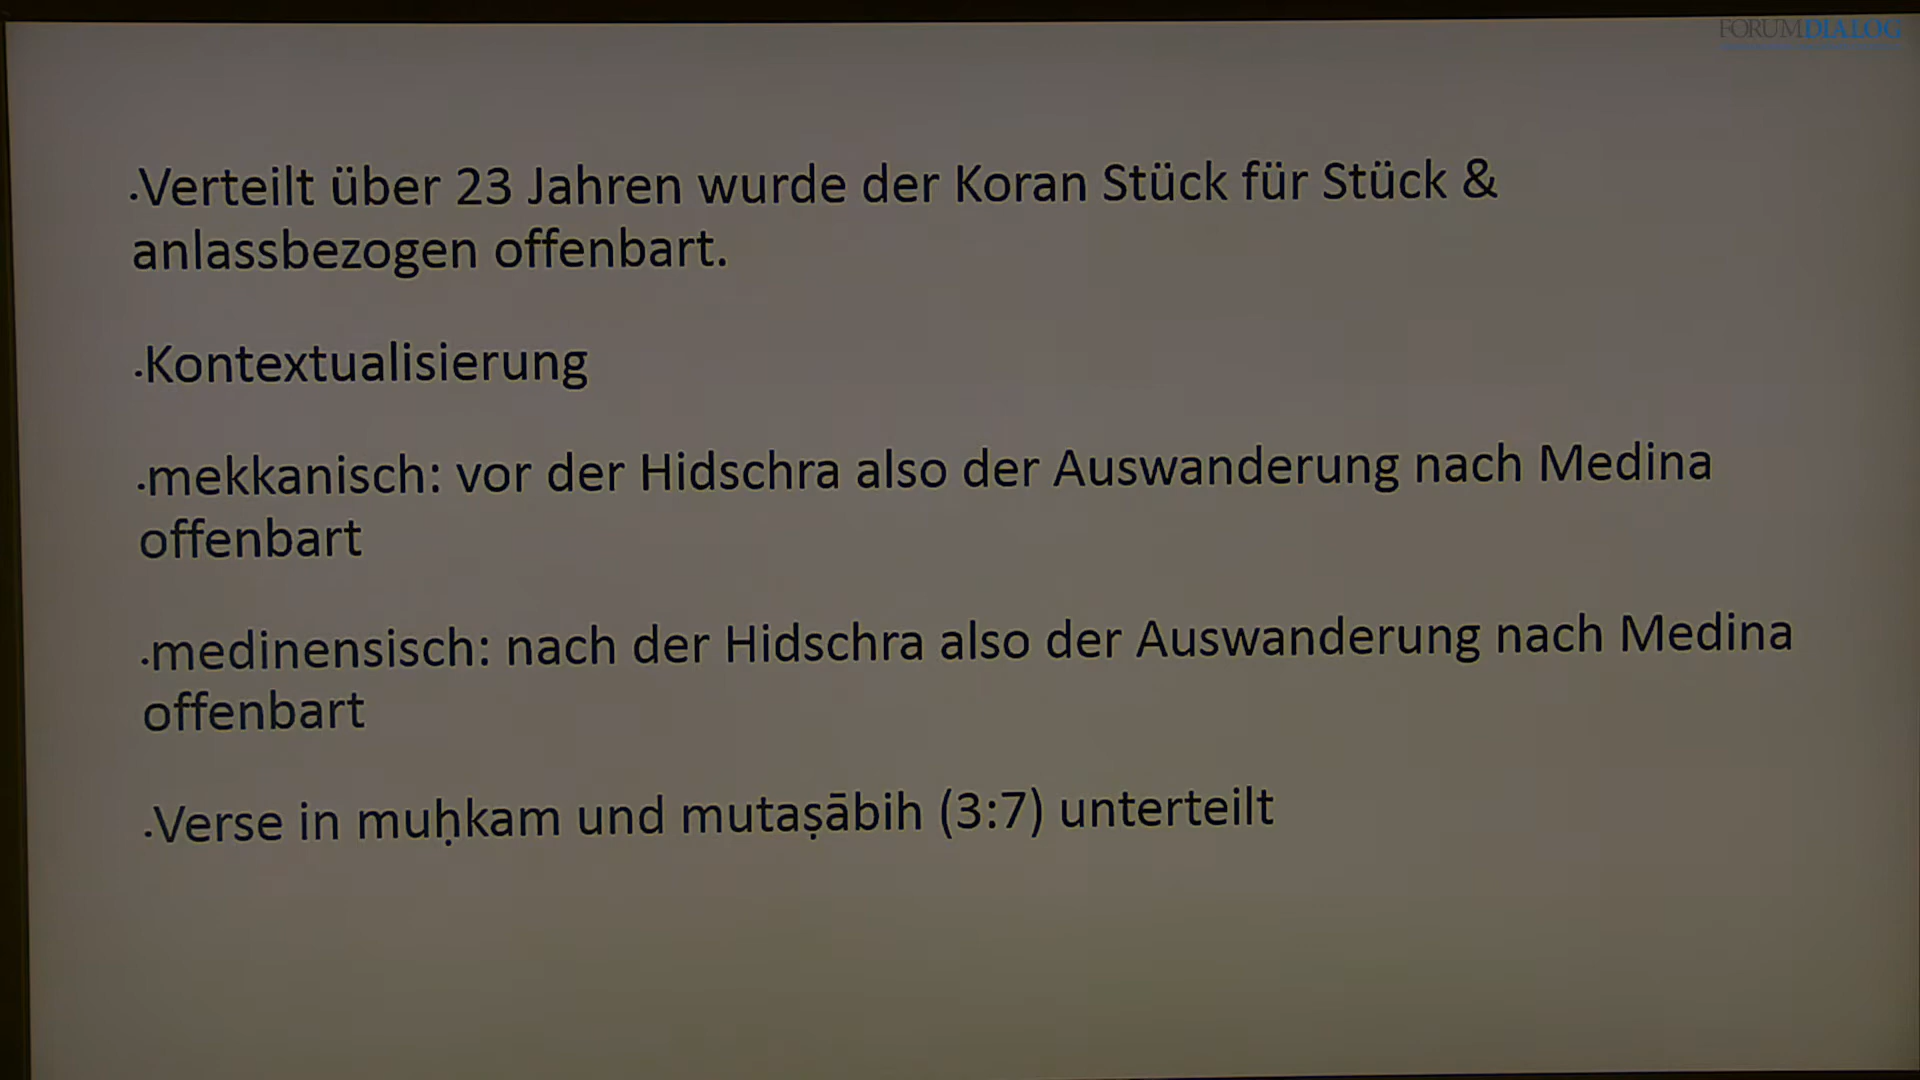 FORUMDIALOG
·Verteilt über 23 Jahren wurde der Koran Stück für Stück &
anlassbezogen offenbart.
·Kontextualisierung
·mekkanisch: vor der Hidschra also der Auswanderung nach Medina
offenbart
·medinensisch: nach der Hidschra also der Auswanderung nach Medina
offenbart
·Verse in muḥkam und mutaṣābih (3:7) unterteilt